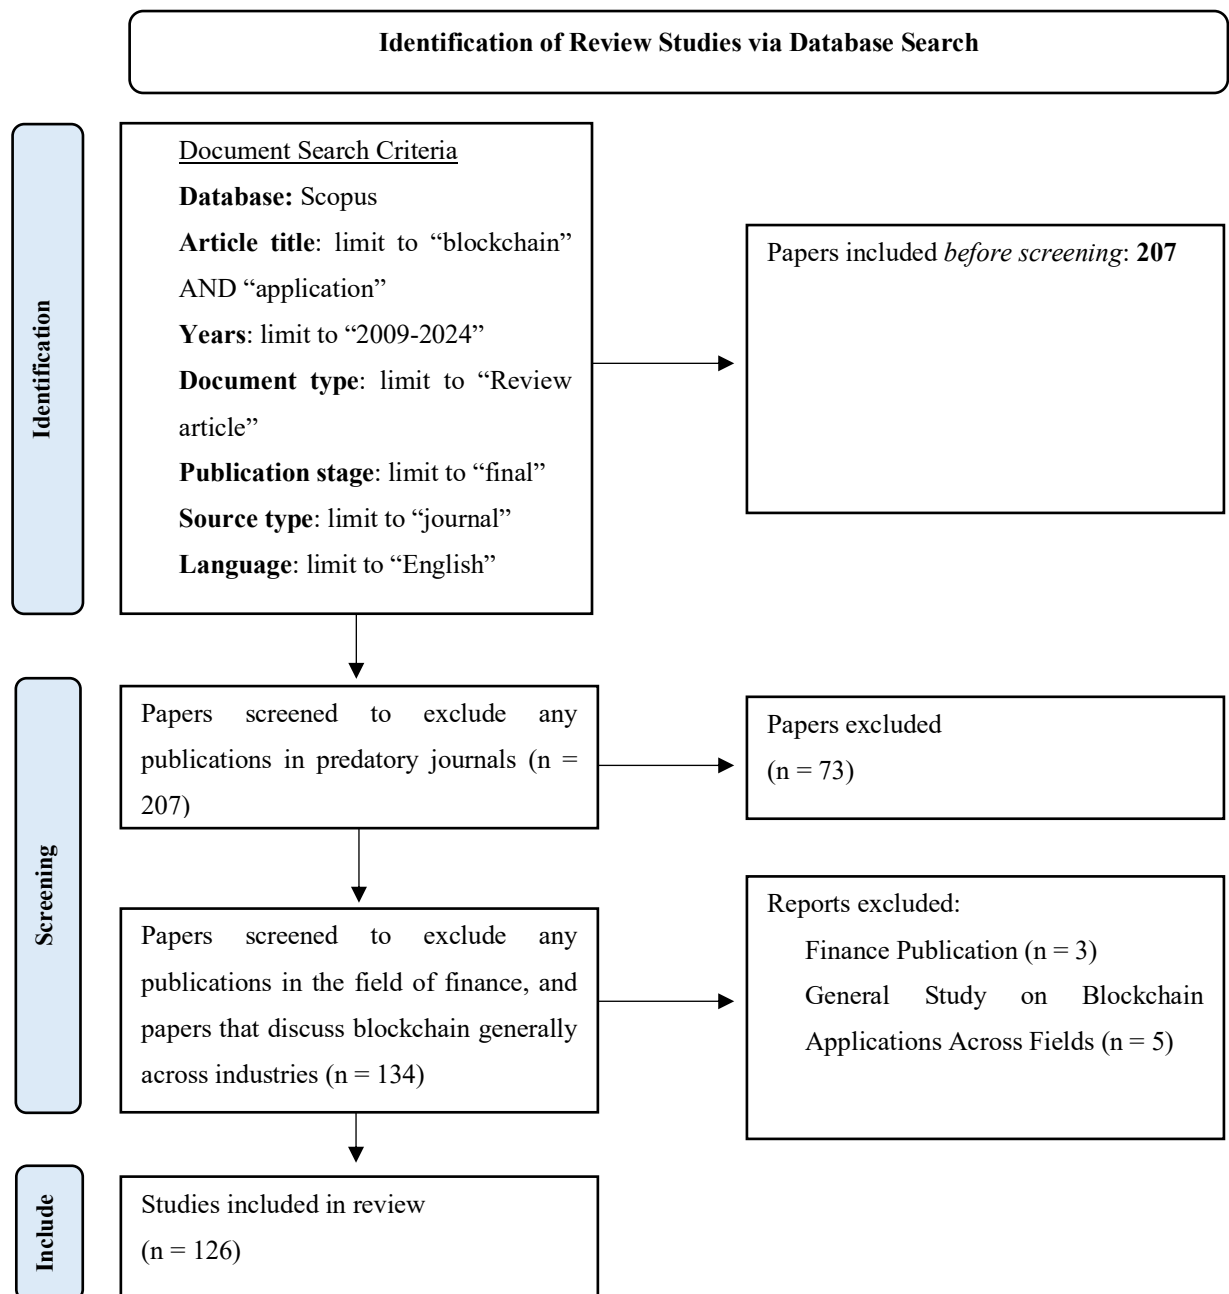 Identification of Review Studies via Database Search
Identification
Document Search Criteria
Database: Scopus
Article title: limit to “blockchain”
AND “application”
Years: limit to “2009-2024”
Document type: limit to “Review
article”
Publication stage: limit to “final”
Source type: limit to “journal”
Language: limit to “English”
Papers included before screening: 207
Screening
Papers screened to exclude any
publications in predatory journals (n =
207)
Papers excluded
(n = 73)
Papers screened to exclude any
publications in the field of finance, and
papers that discuss blockchain generally
across industries (n = 134)
Reports excluded:
Finance Publication (n = 3)
General Study on Blockchain
Applications Across Fields (n = 5)
Include
Studies included in review
(n = 126)